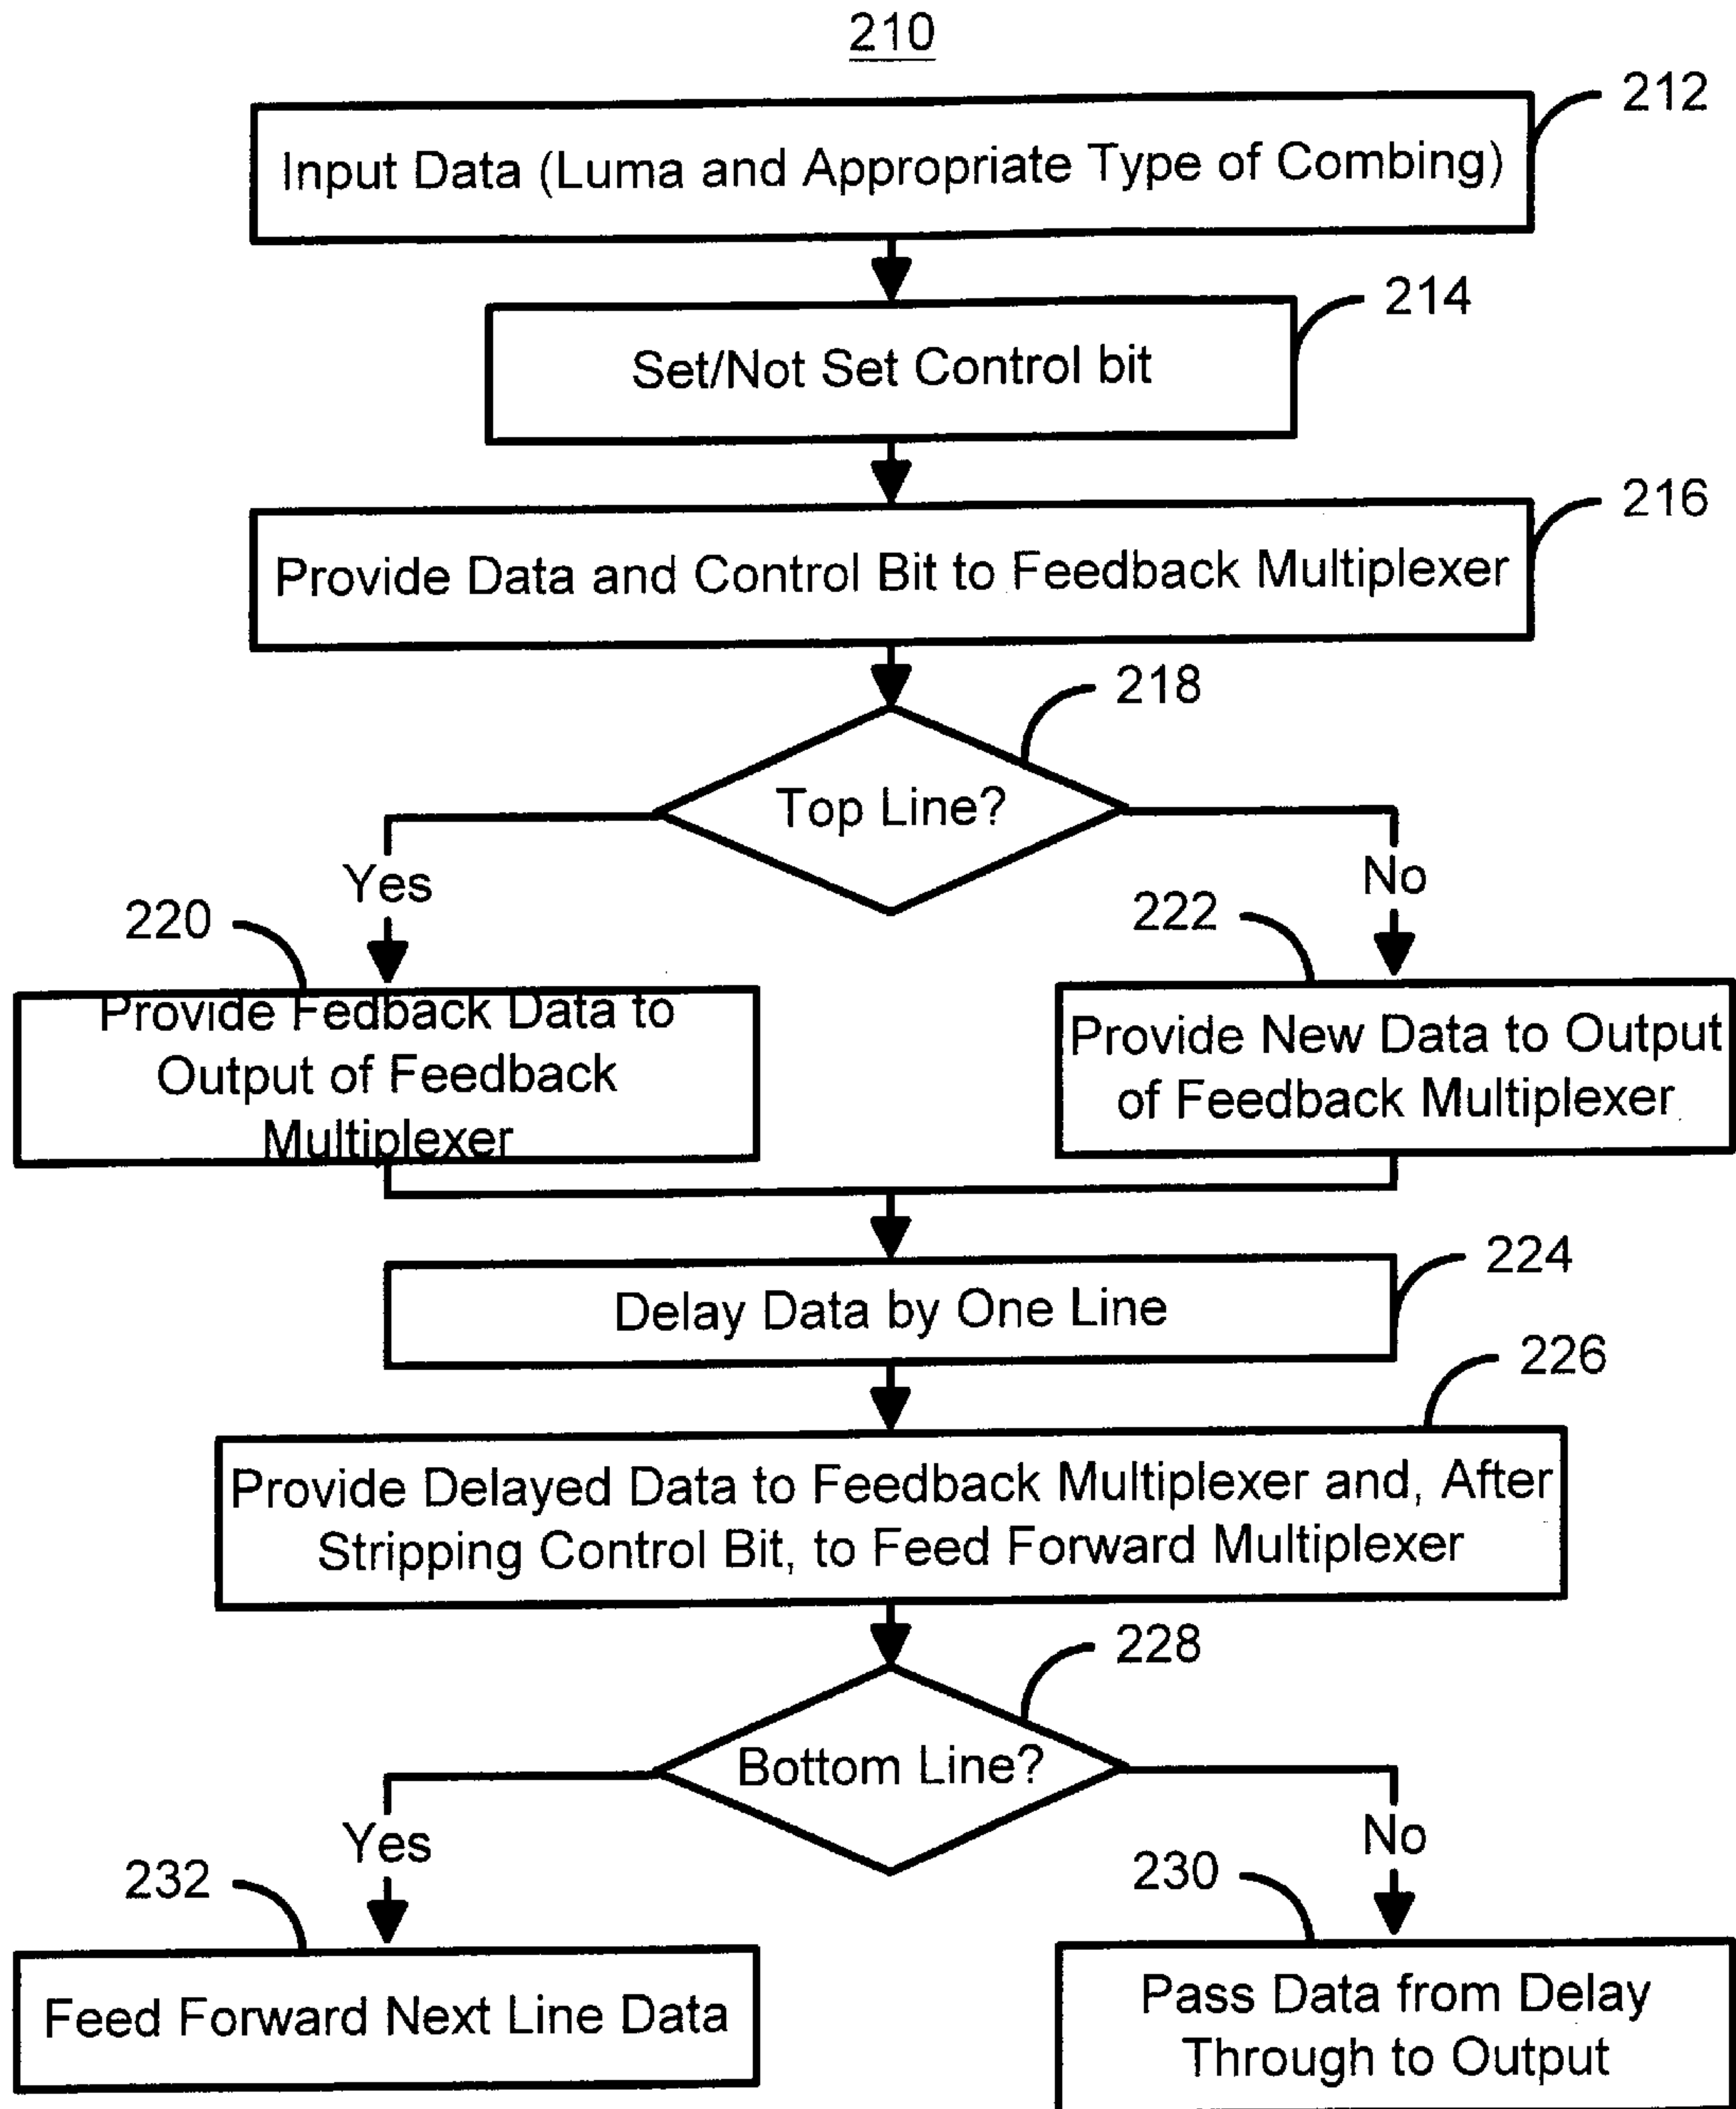 210
212
Input Data (Luma and Appropriate Type of Combing)
214
Set/Not Set Control bit
216
Provide Data and Control Bit to Feedback Multiplexer
218
Top Line?
Yes
No
220
222
Provide Fedback Data to
Output of Feedback
Multiplexer
Provide New Data to Output
of Feedback Multiplexer
224
Delay Data by One Line
226
Provide Delayed Data to Feedback Multiplexer and, After
Stripping Control Bit, to Feed Forward Multiplexer
228
Bottom Line?
Yes
No
232
230
Feed Forward Next Line Data
Pass Data from Delay
Through to Output